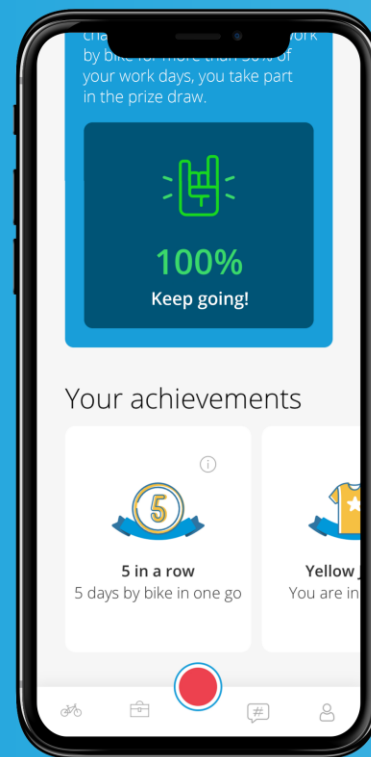 by bike for more than 50% of
your work days, you take part
in the prize draw.
100%
Keep going!
Your achievements
5
5 in a row
5 days by bike in one go
Yellow
You are in
#